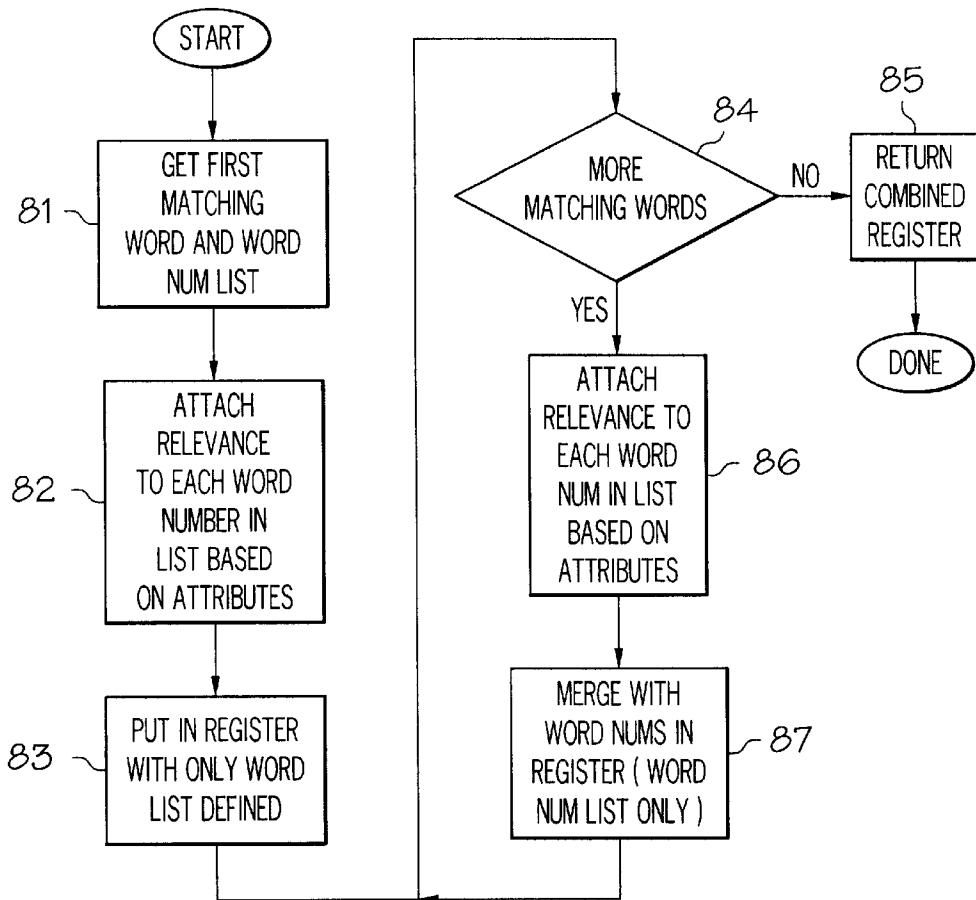 START
81
GET FIRST
MATCHING
WORD AND WORD
NUM LIST
82
ATTACH
RELEVANCE
TO EACH WORD
NUMBER IN
LIST BASED
ON ATTRIBUTES
83
PUT IN REGISTER
WITH ONLY WORD
LIST DEFINED
84
MORE
MATCHING WORDS
NO
YES
85
RETURN
COMBINED
REGISTER
DONE
86
ATTACH
RELEVANCE TO
EACH WORD
NUM IN LIST
BASED ON
ATTRIBUTES
87
MERGE WITH
WORD NUMS IN
REGISTER ( WORD
NUM LIST ONLY )